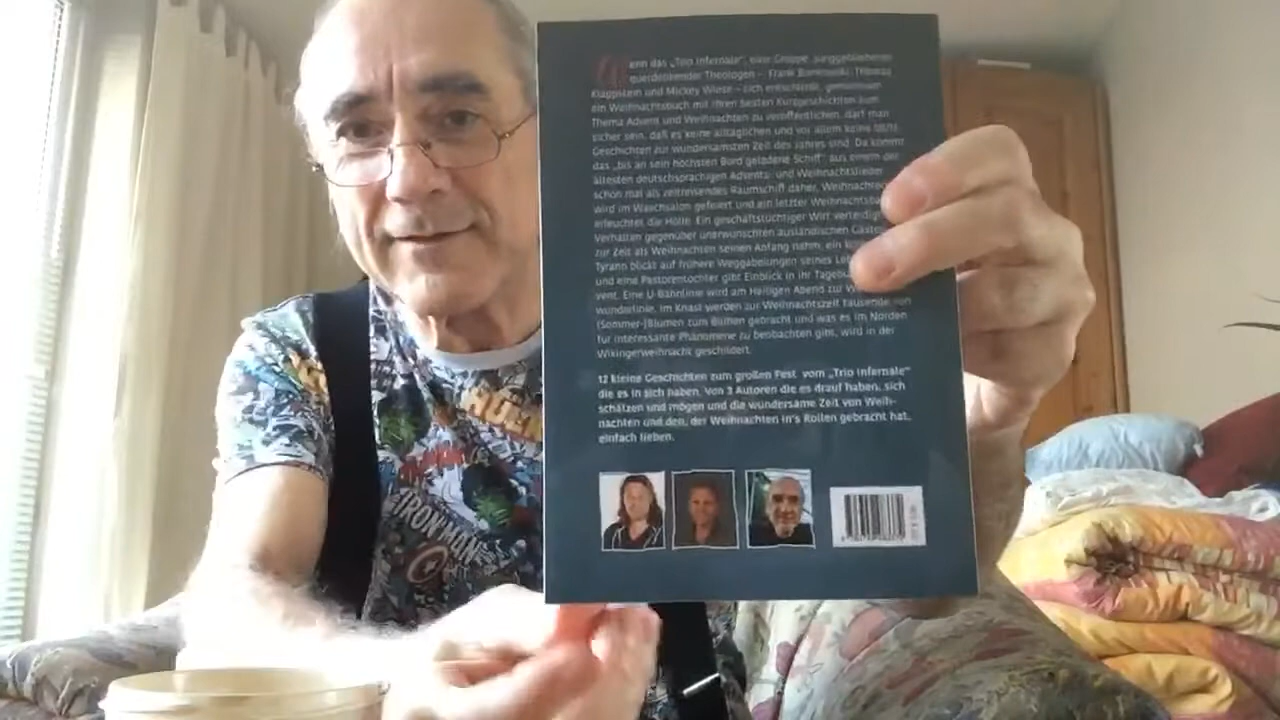 Wenn das „Trio Infernale", eine Gruppe junggebliebener
querdenkender Theologen – Frank Bonkowski, Thomas
Klappstein und Mickey Wiese – sich entscheidet, gemeinsam
ein Weihnachtsbuch mit ihren besten Kurzgeschichten zum
Thema Advent und Weihnachten zu veröffentlichen, darf man
sicher sein, daß es keine alltäglichen und vor allem keine
Geschichten zur wundersamsten Zeit des Jahres sind. Da kommt
das „bis an sein höchsten Bord geladene Schiff" aus einem der
ältesten deutschsprachigen Advents- und Weihnachtslieder
schon mal als zeitreisendes Raumschiff daher, Weihnachten
wird im Waschsalon gefeiert und ein letzter
erleuchtet die Hölle. Ein geschäftstüchtiger Wirt verteidigt
Verhalten gegenüber unerwünschten ausländischen Gästen
zur Zeit als Weihnachten seinen Anfang nahm, ein
Tyrann blickt auf frühere Weggabelungen seines
und eine Pastorentochter gibt Einblick in ihr
vent. Eine U-Bahnlinie wird am Heiligen Abend zur
wunderlinie, im Knast werden zur Weihnachtszeit tausende von
(Sommer-)Blumen zum Blühen gebracht und was es im Norden
für interessante Phänomene zu beobachten gibt, wird in der
Wikingerweihnacht geschildert.
12 kleine Geschichten zum großen Fest vom „Trio Infernale"
die es in sich haben. Von 3 Autoren die es drauf haben, sich
schätzen und mögen und die wundersame Zeit von Weih-
nachten und den, der Weihnachten in's Rollen gebracht hat,
einfach lieben.
IRON MAN